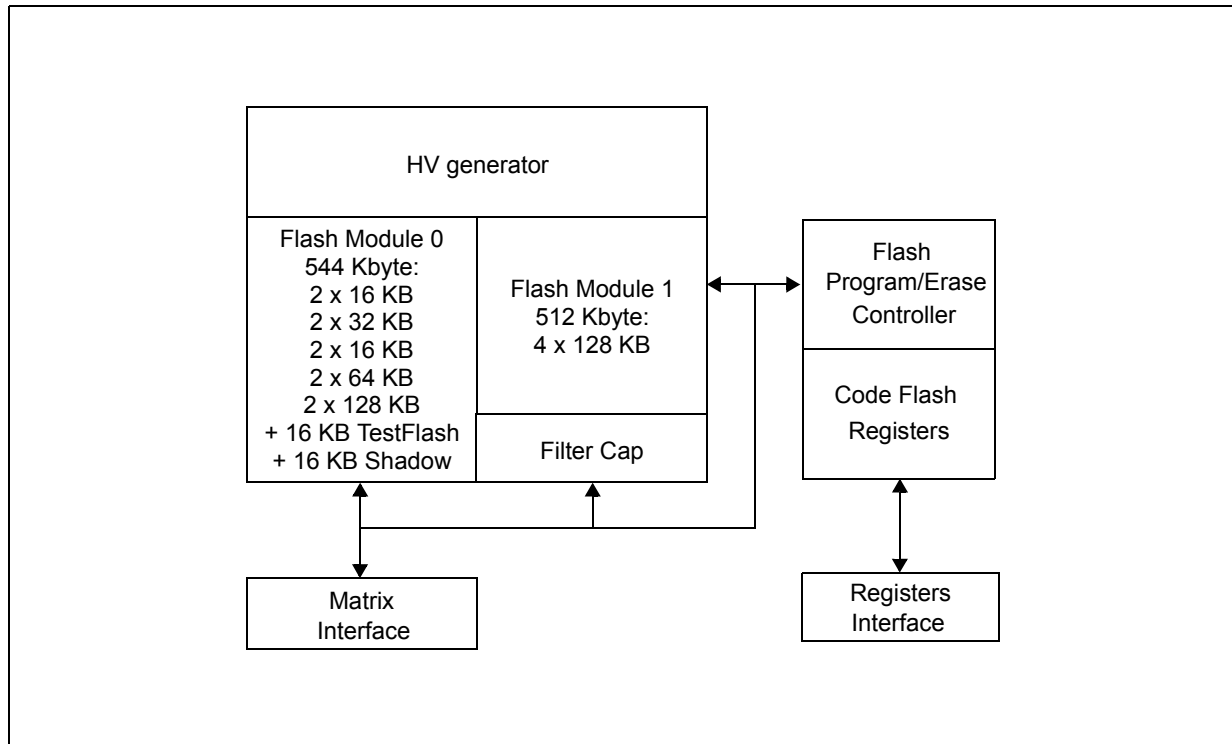 HV generator
Flash Module 0
544 Kbyte:
2 x 16 KB
2 x 32 KB
2 x 16 KB
2 x 64 KB
2 x 128 KB
+ 16 KB TestFlash
+ 16 KB Shadow
Flash Module 1
512 Kbyte:
4 x 128 KB
Filter Cap
Flash
Program/Erase
Controller
Code Flash
Registers
Matrix
Interface
Registers
Interface